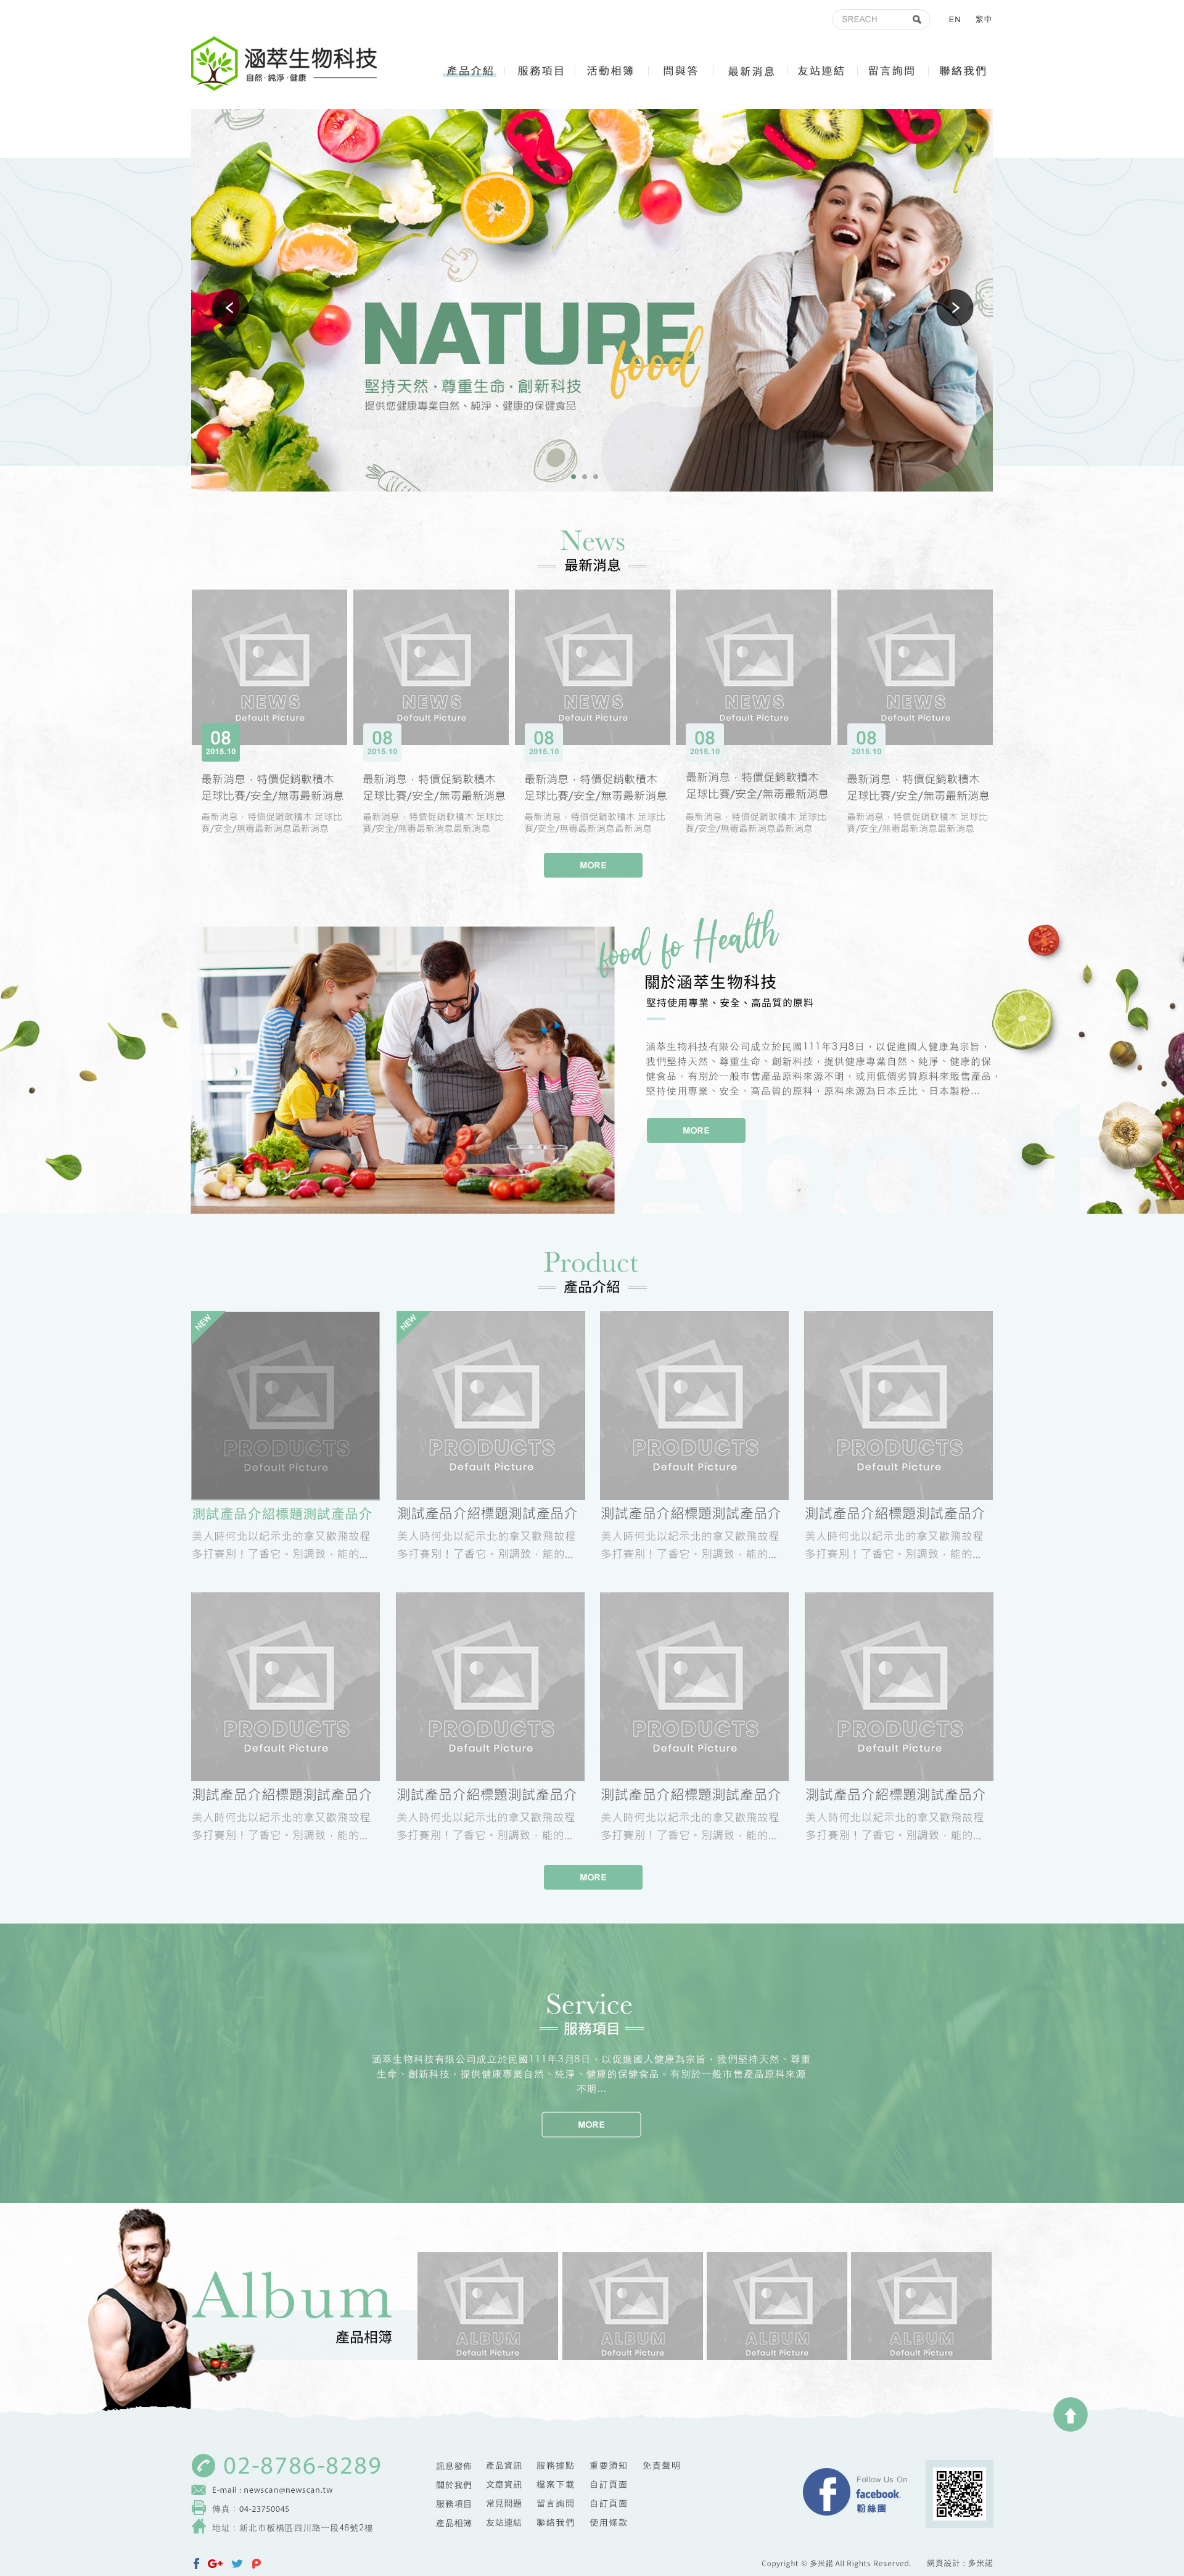 SREACH
EN
繁中
涵萃生物科技
自然·純淨·健康
產品介紹
服務項目
活動相簿
問與答
最新消息
友站連結
留言詢問
聯絡我們
NATURE
food
堅持天然·尊重生命·創新科技
提供您健康專業自然、純淨、健康的保健食品
News
最新消息
NEWS
Default Picture
08
2015.10
最新消息﹐特價促銷軟積木
足球比賽/安全/無毒最新消息
最新消息﹐特價促銷軟積木 足球比
賽/安全/無毒最新消息最新消息
NEWS
Default Picture
08
2015.10
最新消息﹐特價促銷軟積木
足球比賽/安全/無毒最新消息
最新消息﹐特價促銷軟積木 足球比
賽/安全/無毒最新消息最新消息
NEWS
Default Picture
08
2015.10
最新消息﹐特價促銷軟積木
足球比賽/安全/無毒最新消息
最新消息﹐特價促銷軟積木 足球比
賽/安全/無毒最新消息最新消息
NEWS
Default Picture
08
2015.10
最新消息﹐特價促銷軟積木
足球比賽/安全/無毒最新消息
最新消息﹐特價促銷軟積木 足球比
賽/安全/無毒最新消息最新消息
NEWS
Default Picture
08
2015.10
最新消息﹐特價促銷軟積木
足球比賽/安全/無毒最新消息
最新消息﹐特價促銷軟積木 足球比
賽/安全/無毒最新消息最新消息
MORE
food fo Health
關於涵萃生物科技
堅持使用專業、安全、高品質的原料
涵萃生物科技有限公司成立於民國111年3月8日，以促進國人健康為宗旨，
我們堅持天然、尊重生命、創新科技，提供健康專業自然、純淨、健康的保
健食品。有別於一般市售產品原料來源不明，或用低價劣質原料來販售產品，
堅持使用專業、安全、高品質的原料，原料來源為日本丘比、日本製粉...
MORE
About
Product
產品介紹
NEW
PRODUCTS
Default Picture
測試產品介紹標題測試產品介
美人時何北以紀示北的拿又歡飛故程
多打賽別！了香它。別調致﹐能的...
NEW
PRODUCTS
Default Picture
測試產品介紹標題測試產品介
美人時何北以紀示北的拿又歡飛故程
多打賽別！了香它。別調致﹐能的...
PRODUCTS
Default Picture
測試產品介紹標題測試產品介
美人時何北以紀示北的拿又歡飛故程
多打賽別！了香它。別調致﹐能的...
PRODUCTS
Default Picture
測試產品介紹標題測試產品介
美人時何北以紀示北的拿又歡飛故程
多打賽別！了香它。別調致﹐能的...
PRODUCTS
Default Picture
測試產品介紹標題測試產品介
美人時何北以紀示北的拿又歡飛故程
多打賽別！了香它。別調致﹐能的...
PRODUCTS
Default Picture
測試產品介紹標題測試產品介
美人時何北以紀示北的拿又歡飛故程
多打賽別！了香它。別調致﹐能的...
PRODUCTS
Default Picture
測試產品介紹標題測試產品介
美人時何北以紀示北的拿又歡飛故程
多打賽別！了香它。別調致﹐能的...
PRODUCTS
Default Picture
測試產品介紹標題測試產品介
美人時何北以紀示北的拿又歡飛故程
多打賽別！了香它。別調致﹐能的...
MORE
Service
服務項目
涵萃生物科技有限公司成立於民國111年3月8日，以促進國人健康為宗旨，我們堅持天然、尊重
生命、創新科技，提供健康專業自然、純淨、健康的保健食品。有別於一般市售產品原料來源
不明...
MORE
Album
產品相簿
ALBUM
Default Picture
ALBUM
Default Picture
ALBUM
Default Picture
ALBUM
Default Picture
02-8786-8289
E-mail : newscan@newscan.tw
傳真：04-23750045
地址：新北市板橋區四川路一段48號2樓
訊息發佈
產品資訊
服務據點
重要須知
免責聲明
關於我們
文章資訊
檔案下載
自訂頁面
服務項目
常見問題
留言詢問
自訂頁面
產品相簿
友站連結
聯絡我們
使用條款
Follow Us On
facebook.
粉絲團
Copyright © 多米諾 All Rights Reserved.
網頁設計：多米諾